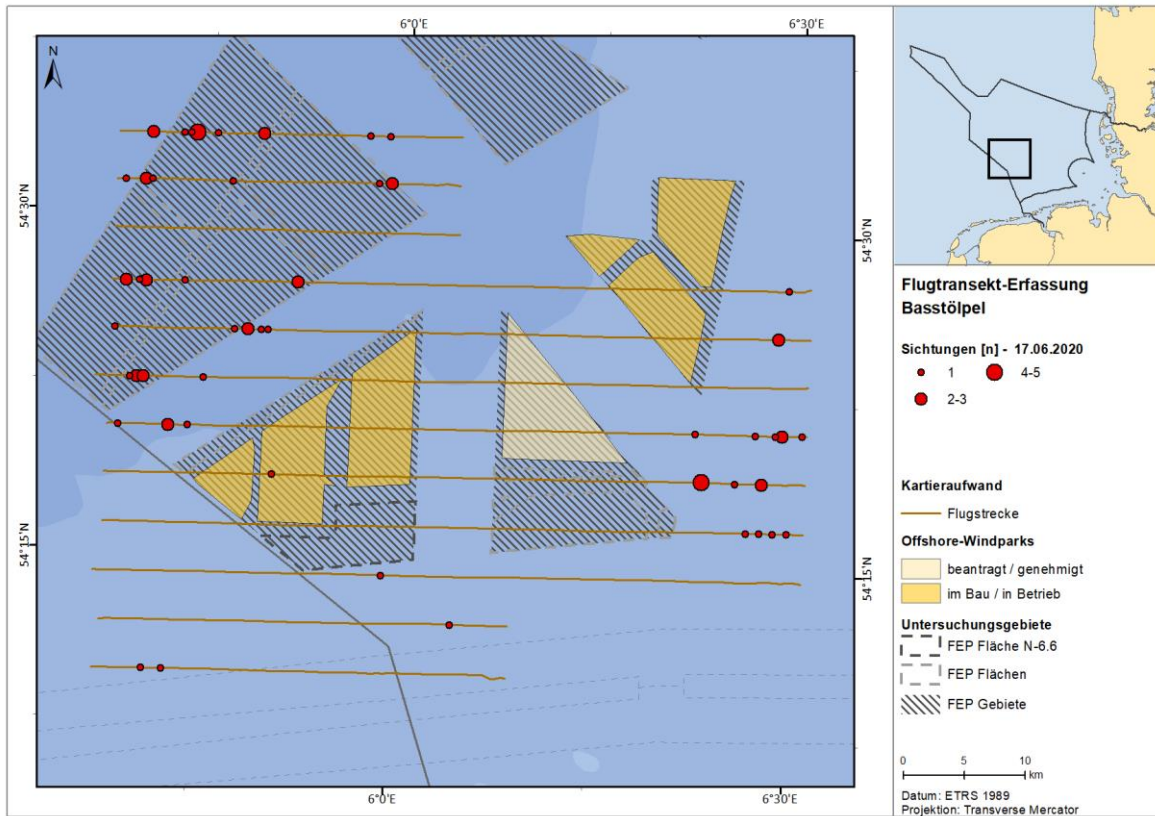 6°0'E
6°30'E
N
54°30'N
54°30'N
54°15'N
54°15'N
6°0'E
6°30'E
Flugtransekt-Erfassung
Basstölpel
Sichtungen [n] - 17.06.2020
1
4-5
2-3
Kartieraufwand
Flugstrecke
Offshore-Windparks
beantragt / genehmigt
im Bau / in Betrieb
Untersuchungsgebiete
FEP Fläche N-6.6
FEP Flächen
FEP Gebiete
0 5 10
km
Datum: ETRS 1989
Projektion: Transverse Mercator